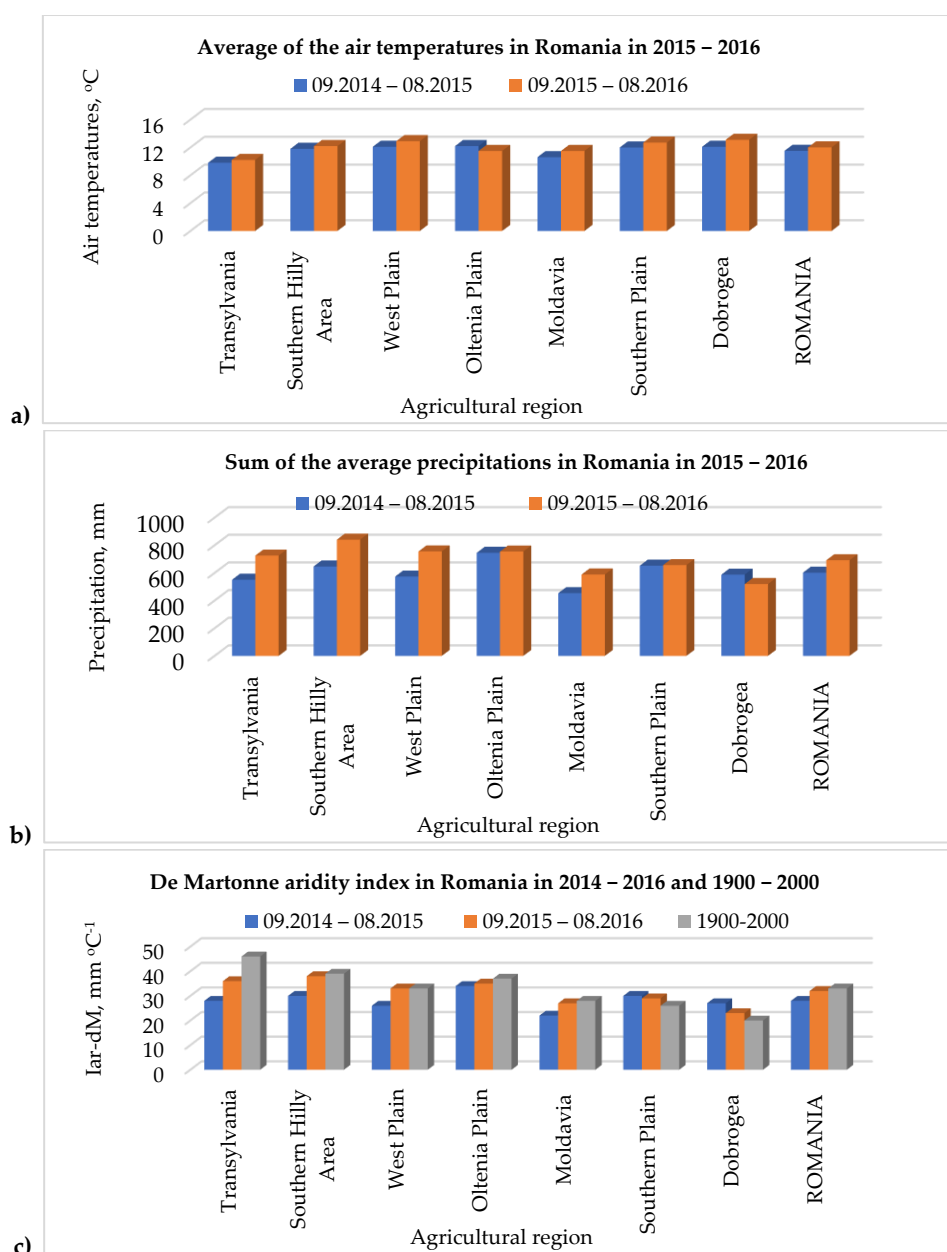 Average of the air temperatures in Romania in 2015 – 2016
09.2014 – 08.2015 09.2015 – 08.2016
Air temperatures, ºC
16
12
8
4
0
Transylvania
Southern Hilly
Area
West Plain
Oltenia Plain
Moldavia
Southern Plain
Dobrogea
ROMANIA
Agricultural region
a)
Sum of the average precipitations in Romania in 2015 – 2016
09.2014 – 08.2015 09.2015 – 08.2016
Precipitation, mm
1000
800
600
400
200
0
Transylvania
Southern Hilly
Area
West Plain
Oltenia Plain
Moldavia
Southern Plain
Dobrogea
ROMANIA
Agricultural region
b)
De Martonne aridity index in Romania in 2014 – 2016 and 1900 – 2000
09.2014 – 08.2015 09.2015 – 08.2016 1900-2000
Iar-dM, mm ºC-1
50
40
30
20
10
0
Transylvania
Southern Hilly
Area
West Plain
Oltenia Plain
Moldavia
Southern Plain
Dobrogea
ROMANIA
Agricultural region
c)